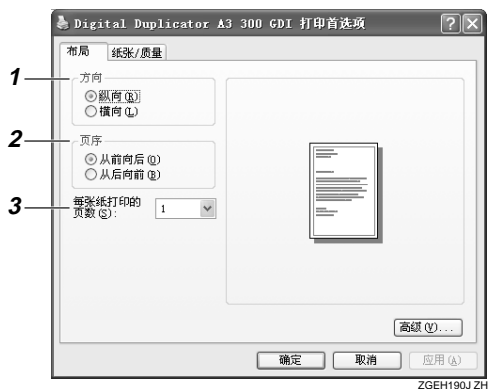 Digital Duplicator A3 300 GDI 打印首选项
布局 纸张/质量
1
方向
纵向(R)
横向(L)
2
页序
从前向后(O)
从后向前(B)
3
每张纸打印的
页数(S): 1
高级(V)...
确定 取消 应用(A)
ZGEH190J ZH